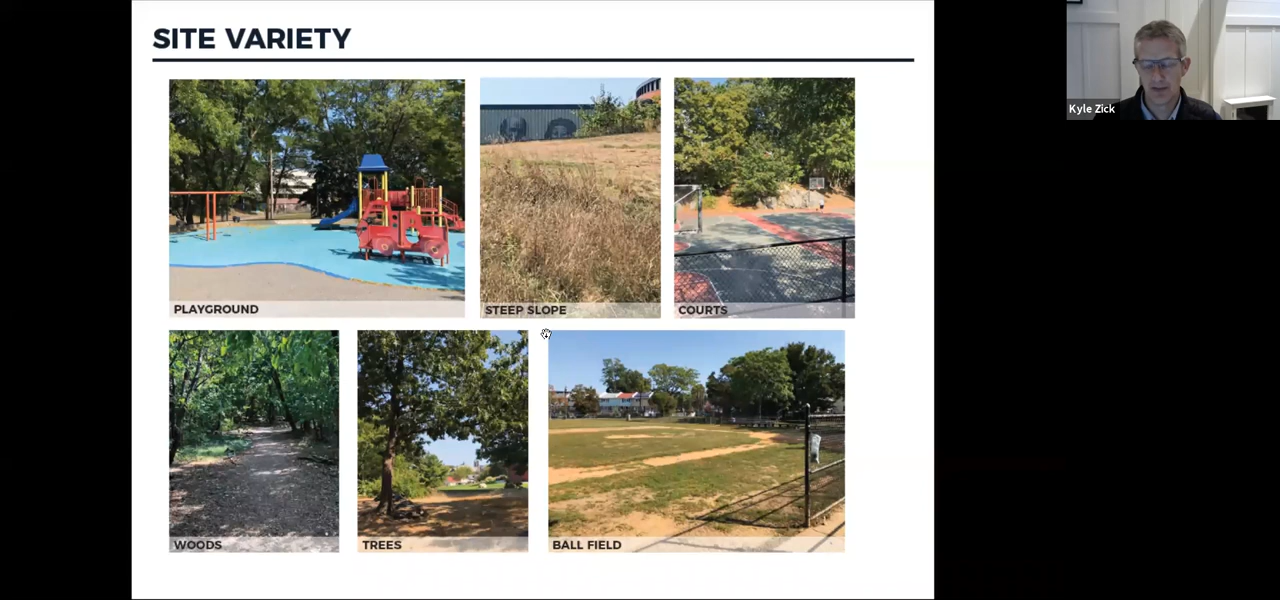 SITE VARIETY
Kyle Zick
PLAYGROUND
STEEP SLOPE
COURTS
WOODS
TREES
BALL FIELD